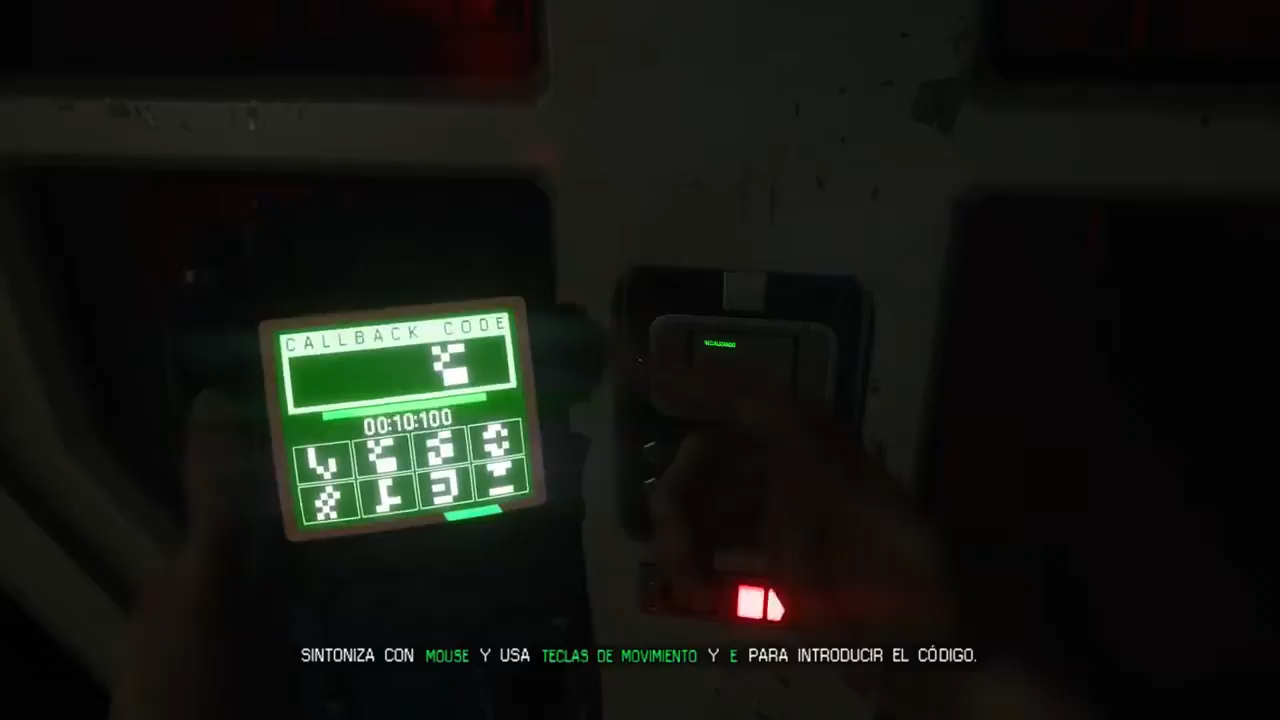 CALLBACK CODE
00:10:100
SINTONIZA CON MOUSE Y USA TECLAS DE MOVIMIENTO Y E PARA INTRODUCIR EL CÓDIGO.